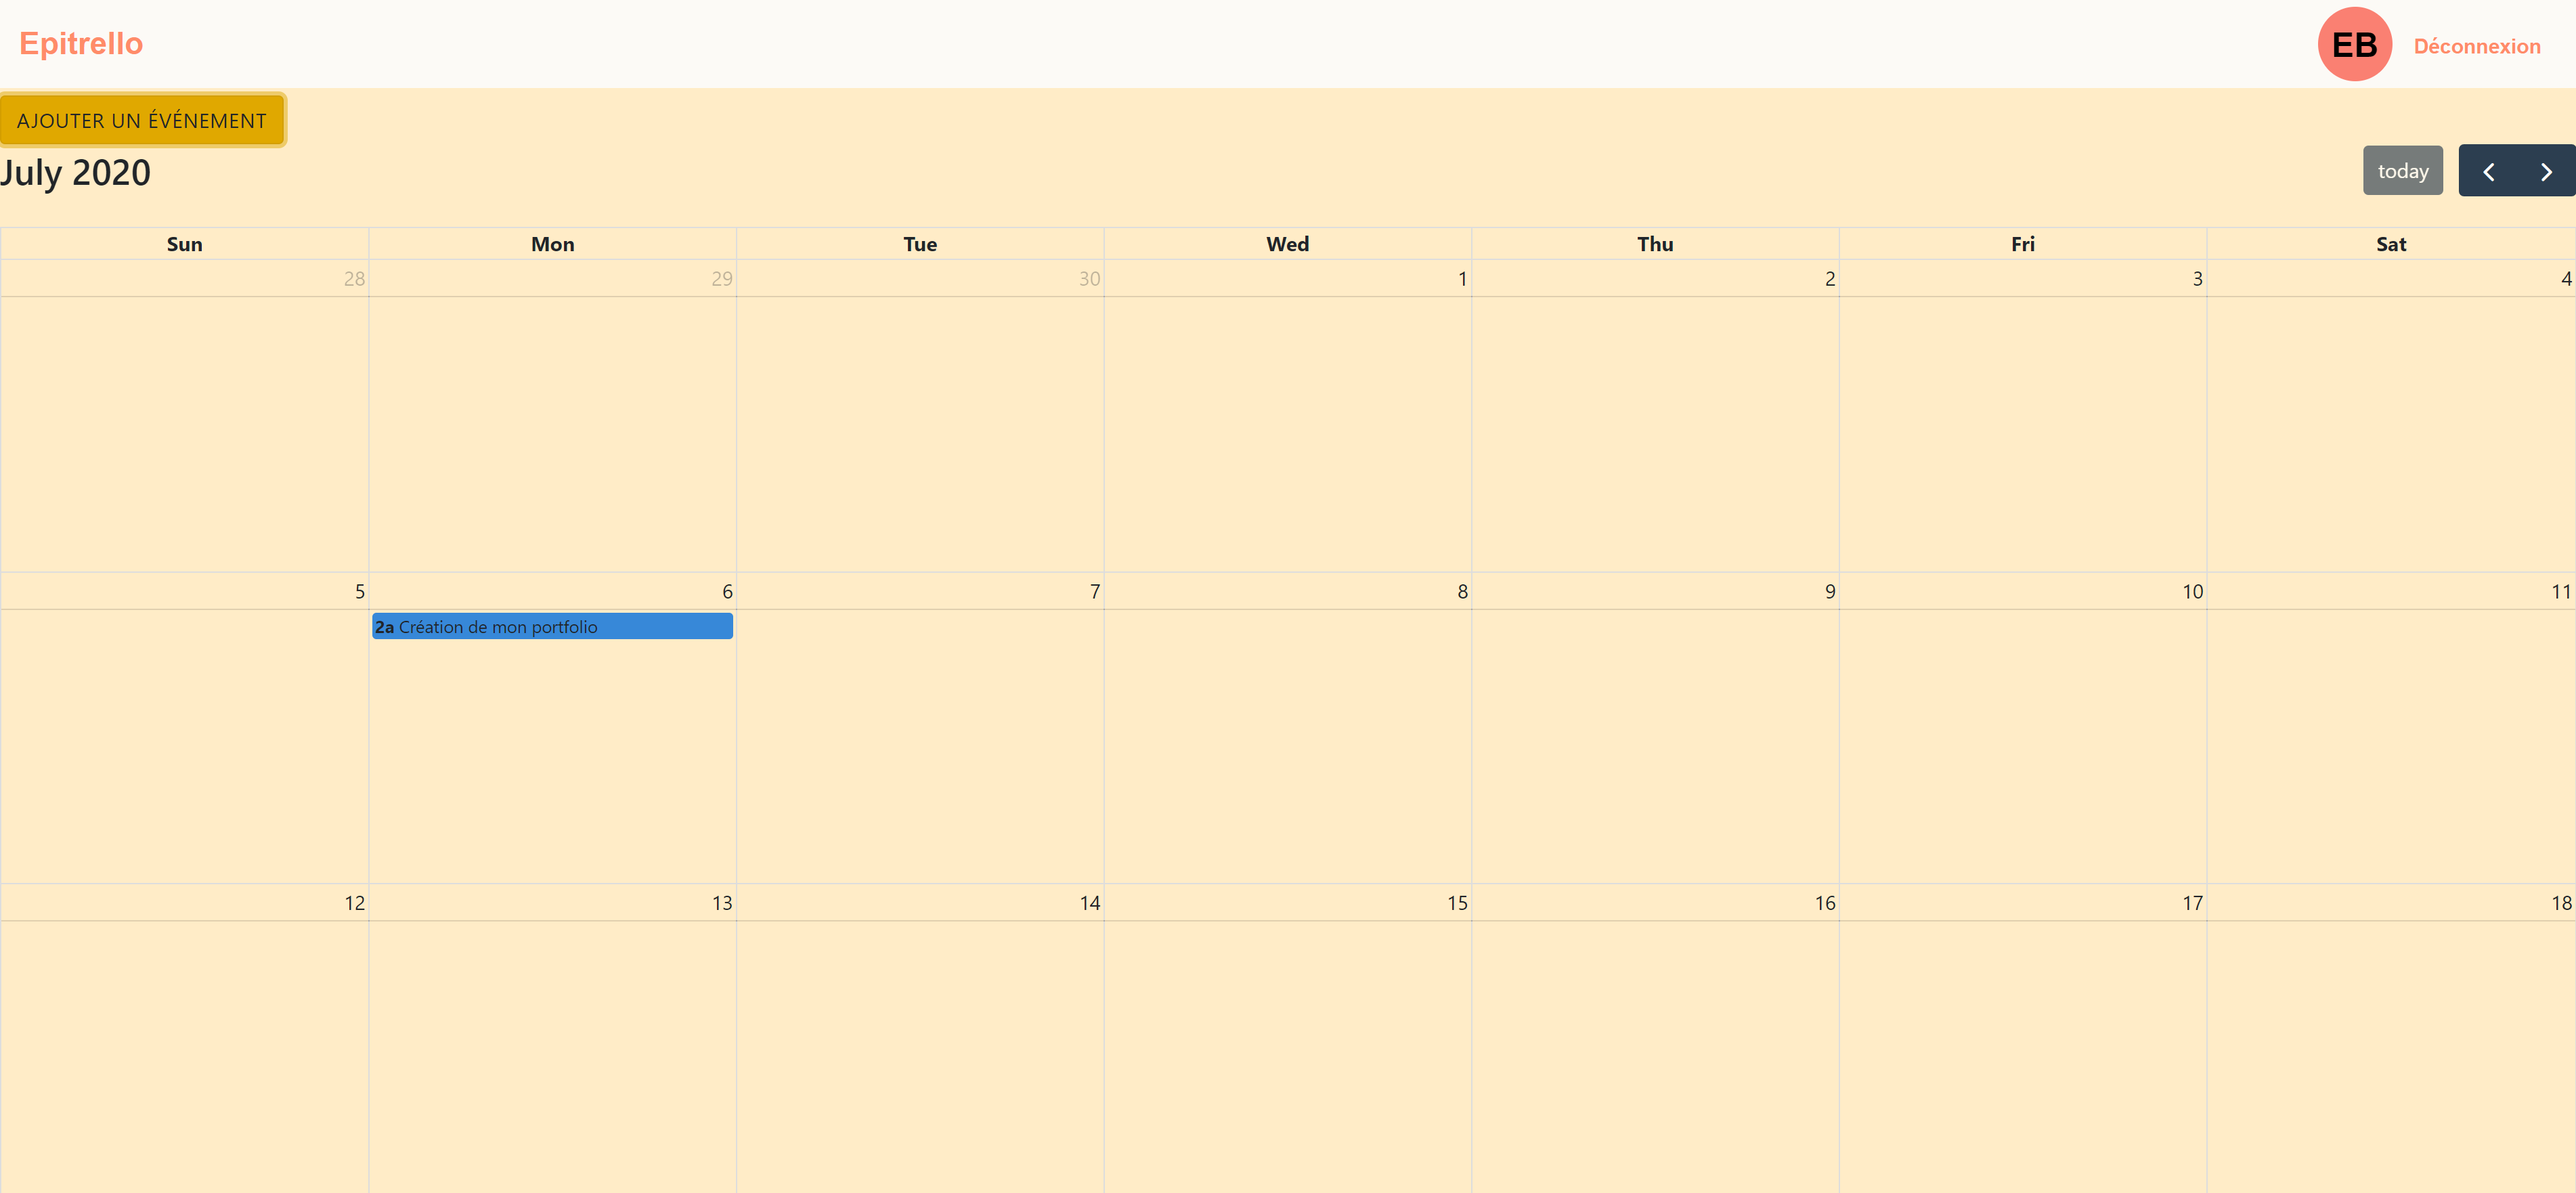 Epitrello
EB Déconnexion
AJOUTER UN ÉVÉNEMENT
July 2020
today
Sun Mon Tue Wed Thu Fri Sat
28 29 30 1 2 3 4
5 6 7 8 9 10 11
2a Création de mon portfolio
12 13 14 15 16 17 18